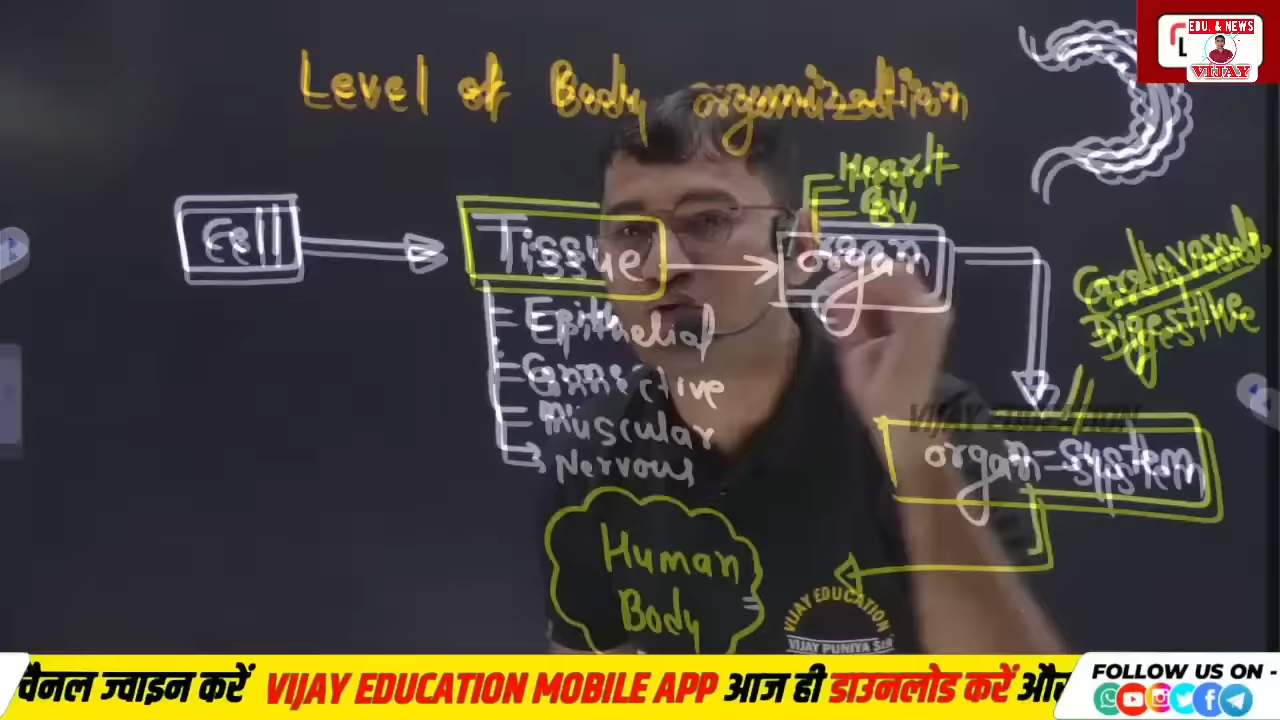 EDU. & NEWS
VIJAY
Level of Body organization
Heart
BV
Cell
Tissue
organ
Cardiovascular
Digestive
Epithelial
Connective
muscular
Nervous
VIJAY EDUCATION
organ-system
Human
Body
VIJAY EDUCATION
VIJAY PUNIYA SIR
चैनल ज्वाइन करें VIJAY EDUCATION MOBILE APP आज ही डाउनलोड करें और
FOLLOW US ON -